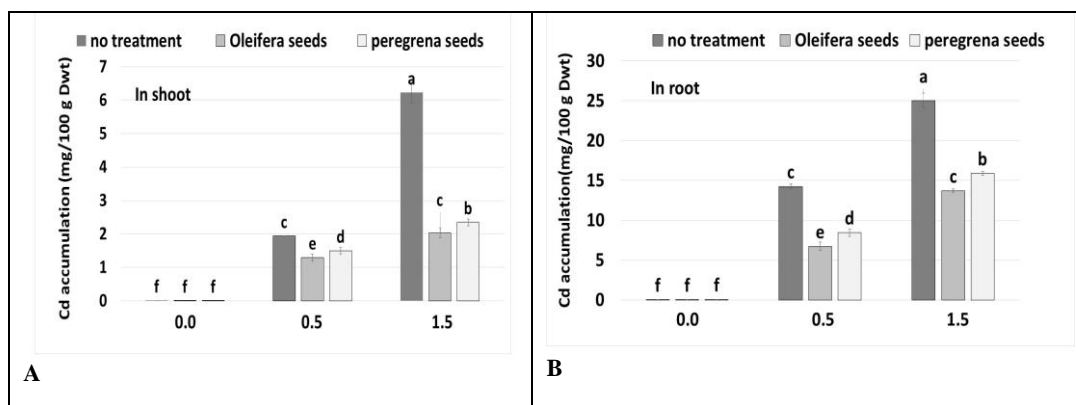 no treatment Oleifera seeds peregrena seeds
Cd accumulation (mg/100 g Dwt)
In shoot
7
6
5
4
3
2
1
0
f f f
c e d
a c b
0.0 0.5 1.5
A
no treatment Oleifera seeds peregrena seeds
Cd accumulation(mg/100 g Dwt)
In root
30
25
20
15
10
5
0
f f f
c e d
a c b
0.0 0.5 1.5
B